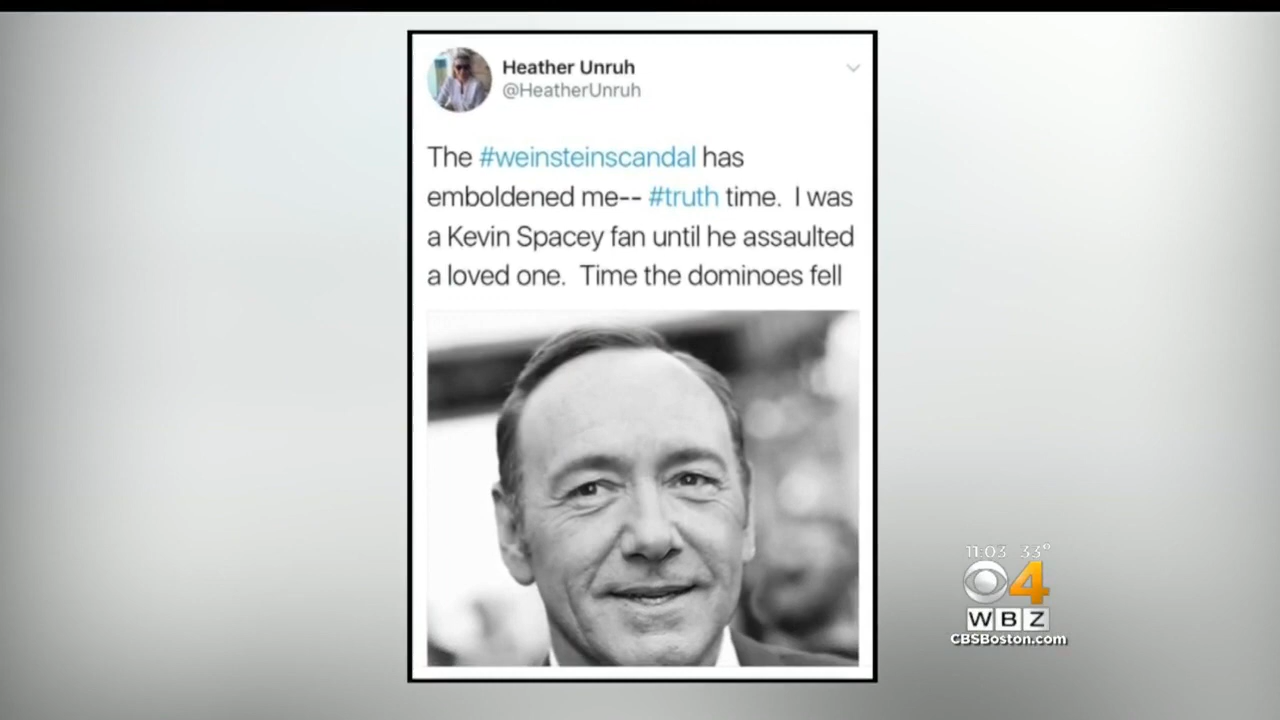 Heather Unruh
@HeatherUnruh
The #weinsteinscandal has
emboldened me-- #truth time.  I was
a Kevin Spacey fan until he assaulted
a loved one.  Time the dominoes fell
11:03 33°
4
WBZ
CBSBoston.com